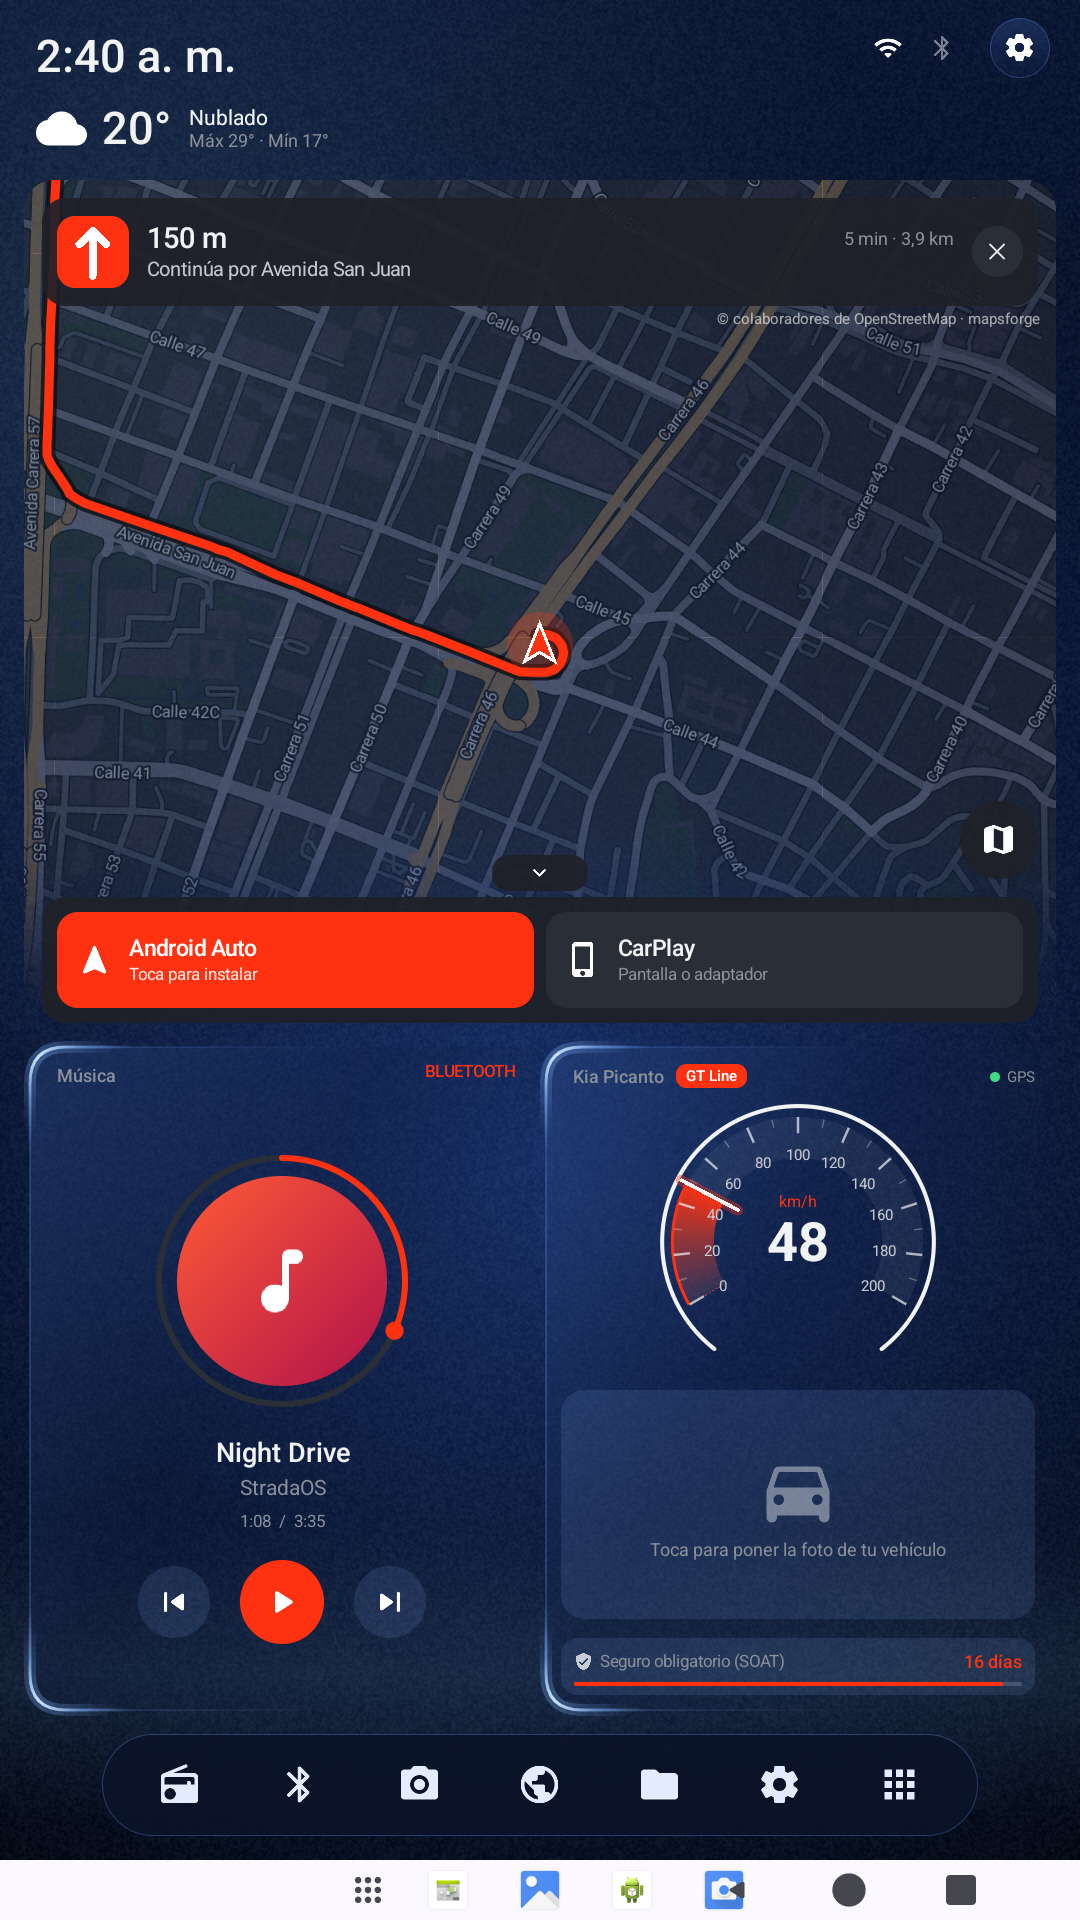 2:40 a. m.
20°
Nublado
Máx 29° · Mín 17°
150 m
Continúa por Avenida San Juan
5 min · 3,9 km
© colaboradores de OpenStreetMap · mapsforge
Calle 47
Calle 49
Calle 51
Carrera 46
Avenida Carrera 57
Carrera 42
Carrera 43
Carrera 49
Avenida San Juan
Carrera 44
Calle 45
Calle 42C
Carrera 51
Carrera 50
Carrera 46
Calle 44
Carrera 40
Carrera
Calle 41
Carrera 55
Carrera 53
52
46
Calle 42
Android Auto
Toca para instalar
CarPlay
Pantalla o adaptador
Música
BLUETOOTH
Night Drive
StradaOS
1:08 / 3:35
Kia Picanto
GT Line
GPS
0
20
40
60
80
100
120
140
160
180
200
km/h
48
Toca para poner la foto de tu vehículo
Seguro obligatorio (SOAT)
16 días